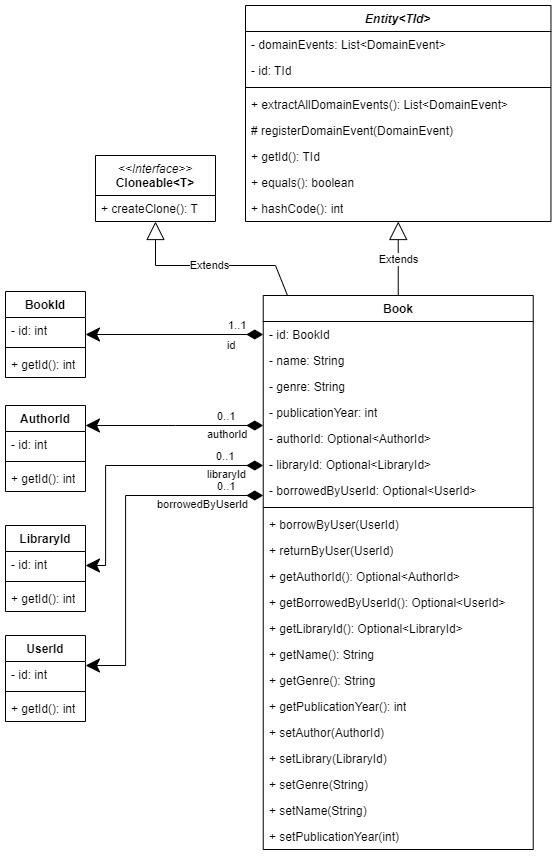 Entity<TId>
- domainEvents: List<DomainEvent>
- id: TId
+ extractAllDomainEvents(): List<DomainEvent>
# registerDomainEvent(DomainEvent)
+ getId(): TId
+ equals(): boolean
+ hashCode(): int
<<Interface>>
Cloneable<T>
+ createClone(): T
Extends
Extends
BookId
- id: int
+ getId(): int
1..1
id
AuthorId
- id: int
+ getId(): int
0..1
authorId
0..1
libraryId
0..1
borrowedByUserId
LibraryId
- id: int
+ getId(): int
UserId
- id: int
+ getId(): int
Book
- id: BookId
- name: String
- genre: String
- publicationYear: int
- authorId: Optional<AuthorId>
- libraryId: Optional<LibraryId>
- borrowedByUserId: Optional<UserId>
+ borrowByUser(UserId)
+ returnByUser(UserId)
+ getAuthorId(): Optional<AuthorId>
+ getBorrowedByUserId(): Optional<UserId>
+ getLibraryId(): Optional<LibraryId>
+ getName(): String
+ getGenre(): String
+ getPublicationYear(): int
+ setAuthor(AuthorId)
+ setLibrary(LibraryId)
+ setGenre(String)
+ setName(String)
+ setPublicationYear(int)